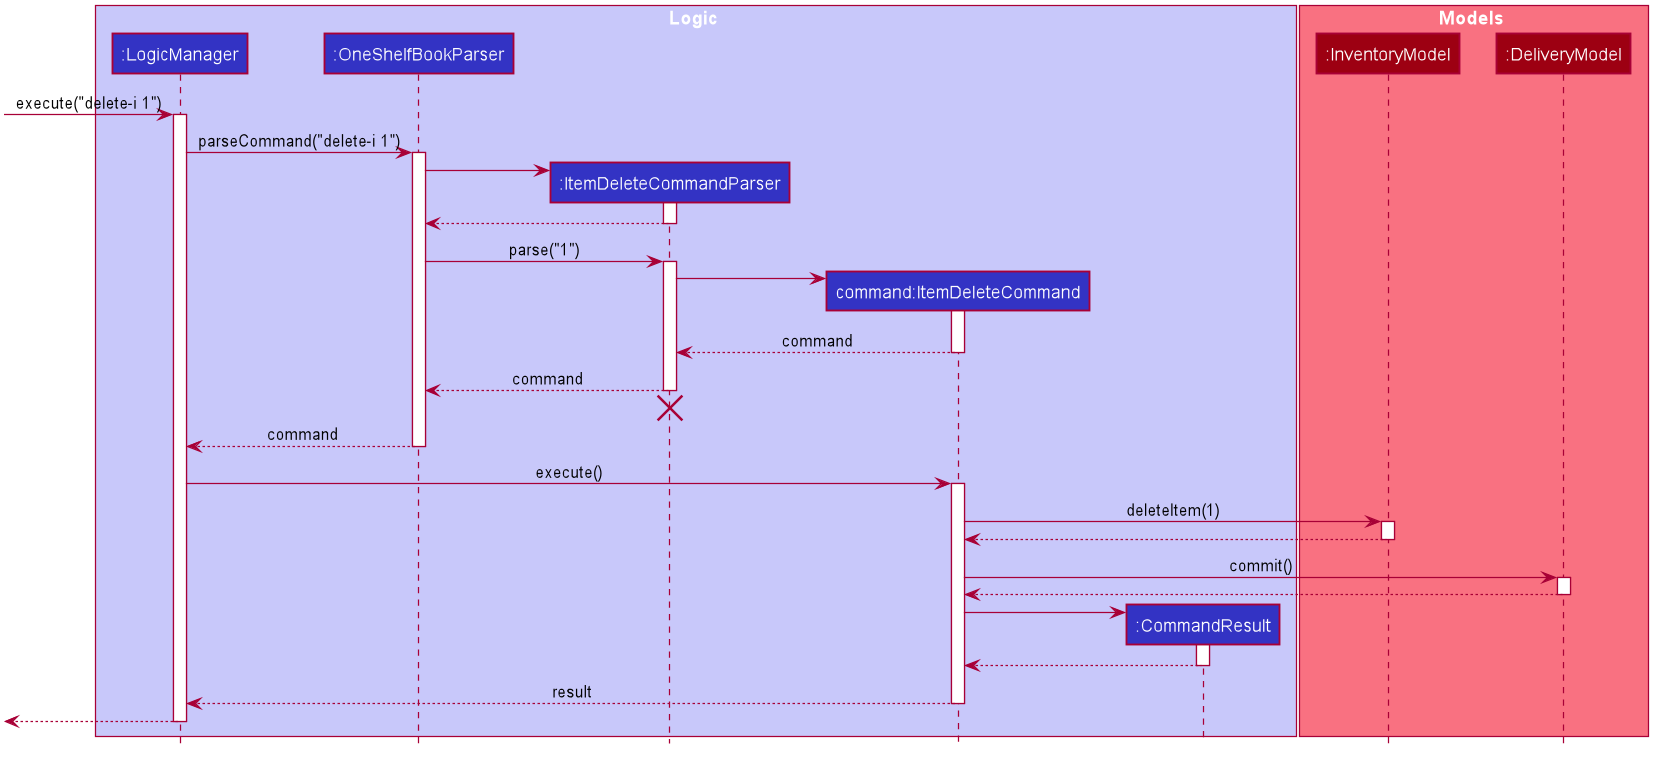 Logic
Models
:LogicManager
:OneShelfBookParser
:InventoryModel
:DeliveryModel
execute("delete-i 1")
parseCommand("delete-i 1")
:ItemDeleteCommandParser
parse("1")
command:ItemDeleteCommand
command
command
command
execute()
deleteItem(1)
commit()
:CommandResult
result